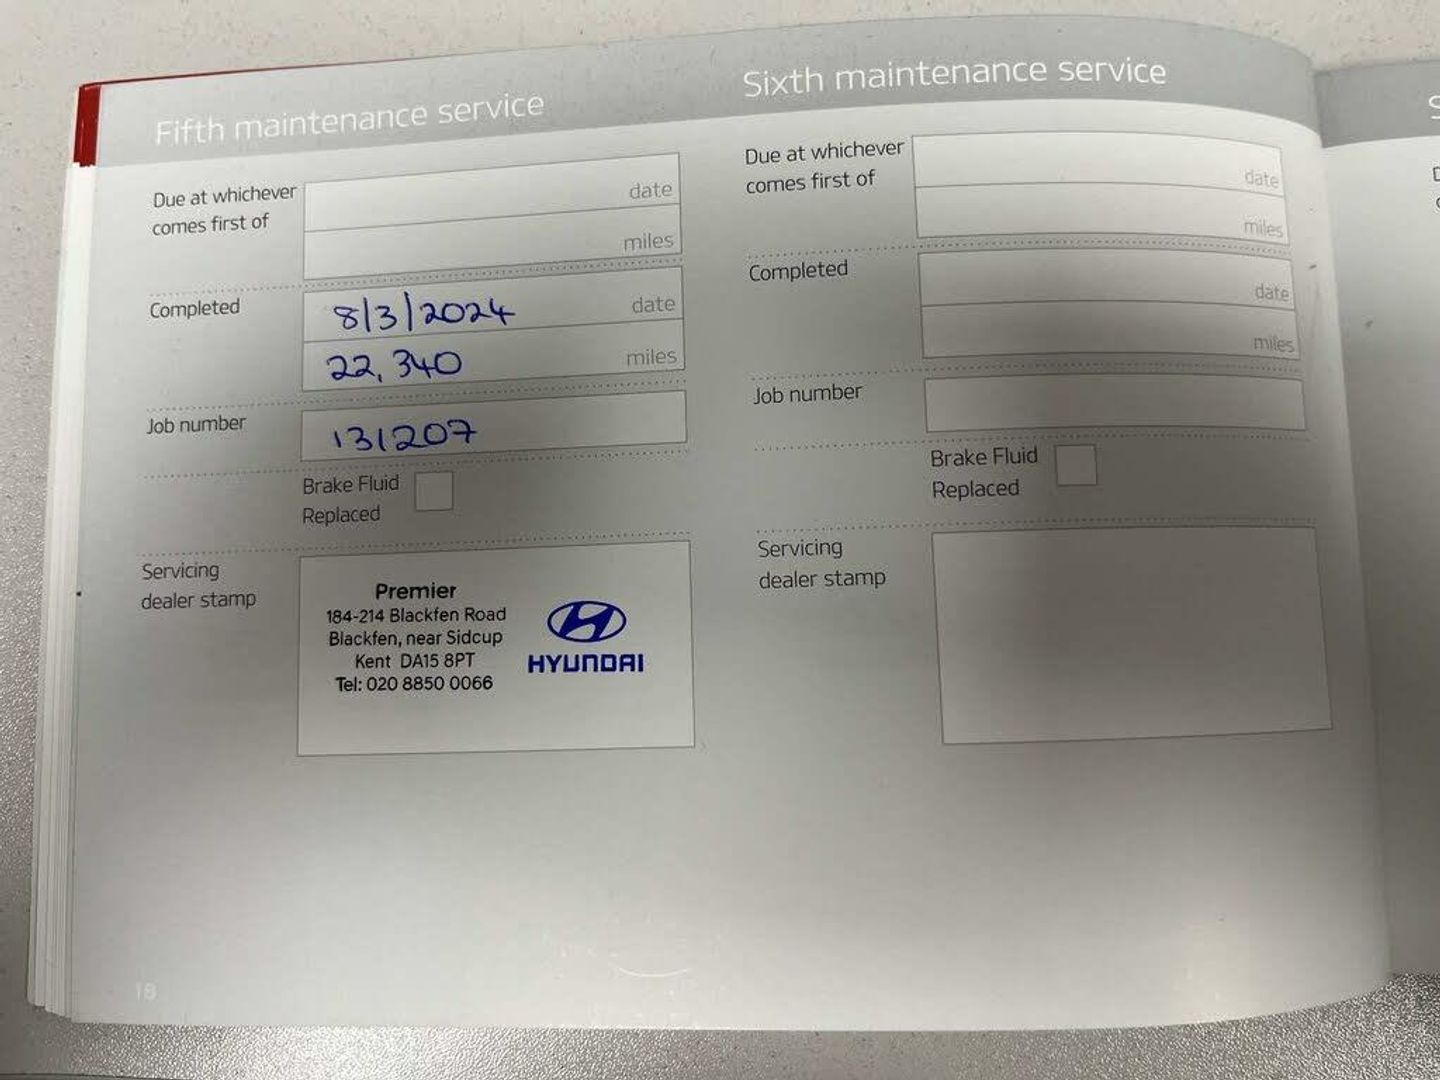 Fifth maintenance service
Due at whichever
comes first of
date
miles
Completed
8/3/2024 date
22,340 miles
Job number
131207
Brake Fluid
Replaced
Servicing
dealer stamp
Premier
184-214 Blackfen Road
Blackfen, near Sidcup
Kent DA15 8PT
Tel: 020 8850 0066
HYUNDAI
18
Sixth maintenance service
Due at whichever
comes first of
date
miles
Completed
date
miles
Job number
Brake Fluid
Replaced
Servicing
dealer stamp